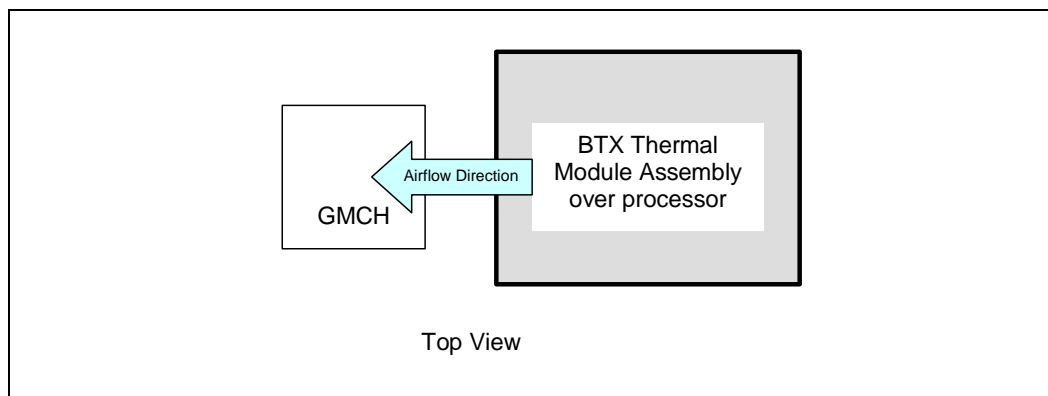 BTX Thermal
Module Assembly
over processor
Airflow Direction
GMCH
Top View